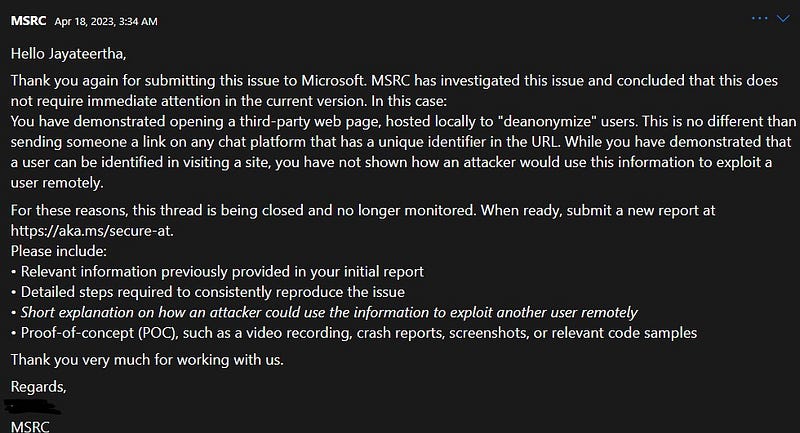 MSRC Apr 18, 2023, 3:34 AM
Hello Jayateertha,
Thank you again for submitting this issue to Microsoft. MSRC has investigated this issue and concluded that this does
not require immediate attention in the current version. In this case:
You have demonstrated opening a third-party web page, hosted locally to "deanonymize" users. This is no different than
sending someone a link on any chat platform that has a unique identifier in the URL. While you have demonstrated that
a user can be identified in visiting a site, you have not shown how an attacker would use this information to exploit a
user remotely.
For these reasons, this thread is being closed and no longer monitored. When ready, submit a new report at
https://aka.ms/secure-at.
Please include:
• Relevant information previously provided in your initial report
• Detailed steps required to consistently reproduce the issue
• Short explanation on how an attacker could use the information to exploit another user remotely
• Proof-of-concept (POC), such as a video recording, crash reports, screenshots, or relevant code samples
Thank you very much for working with us.
Regards,
MSRC